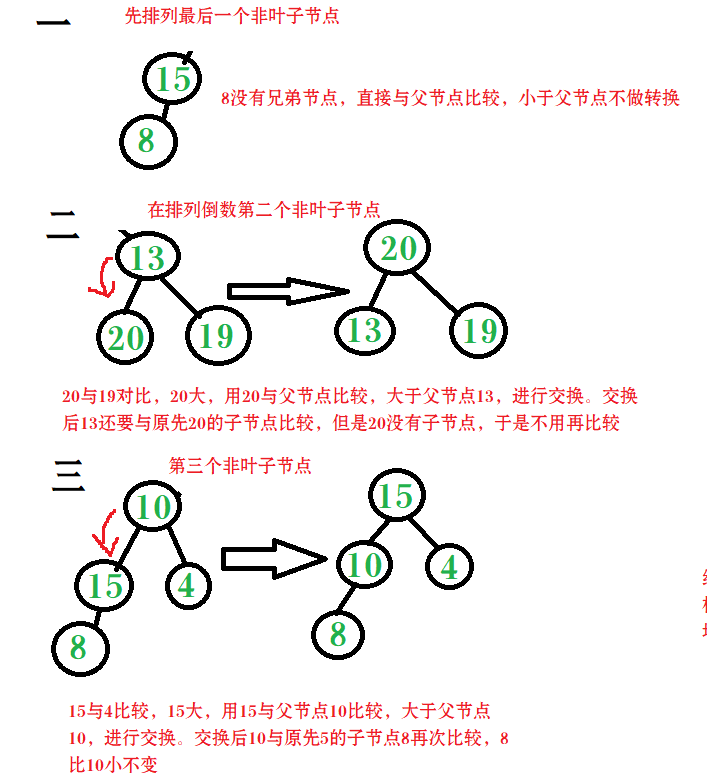 一
先排列最后一个非叶子节点
15
8没有兄弟节点，直接与父节点比较，小于父节点不做转换
8
二
在排列倒数第二个非叶子节点
13
20
20
19
13
19
20与19对比，20大，用20与父节点比较，大于父节点13，进行交换。交换
后13还要与原先20的子节点比较，但是20没有子节点，于是不用再比较
三
第三个非叶子节点
10
15
15
4
10
4
8
8
15与4比较，15大，用15与父节点10比较，大于父节点
10，进行交换。交换后10与原先5的子节点8再次比较，8
比10小不变